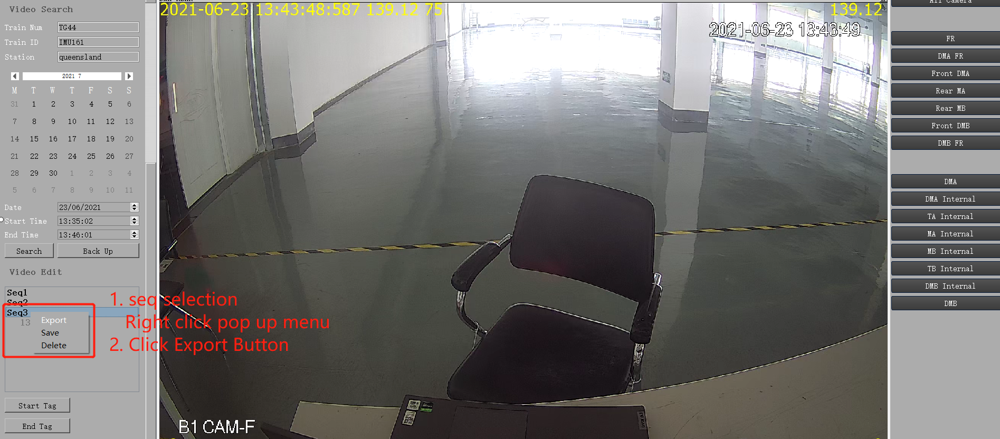 Video Search
Train Num TG44
Train ID IMU161
Station queensland
2021 7
M T W T F S S
31 1 2 3 4 5 6
7 8 9 10 11 12 13
14 15 16 17 18 19 20
21 22 23 24 25 26 27
28 29 30 1 2 3 4
5 6 7 8 9 10 11
Date 23/06/2021
Start Time 13:35:02
End Time 13:46:01
Search Back Up
Video Edit
Seq1
Seq2
Seq3
13
Export
Save
Delete
Start Tag
End Tag
2021-06-23 13:43:48:587 139.12 75
139.12
2021-06-23 13:43:49
1. seq selection
Right click pop up menu
2. Click Export Button
B1 CAM-F
All Camera
FR
DMA FR
Front DMA
Rear MA
Rear MB
Front DMB
DMB FR
DMA
DMA Internal
TA Internal
MA Internal
MB Internal
TB Internal
DMB Internal
DMB